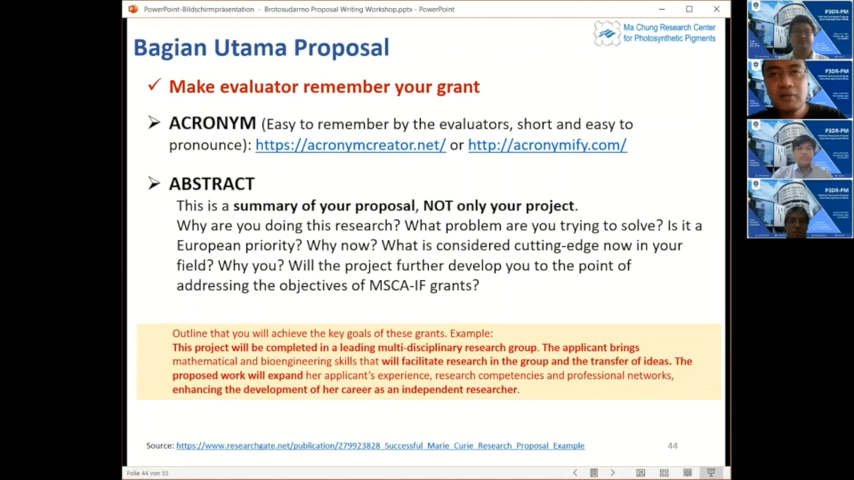 PowerPoint-Bildschirmpräsentation - Brotosudarmo Proposal Writing Workshop.pptx - PowerPoint
Bagian Utama Proposal
Ma Chung Research Center
for Photosynthetic Pigments
✓ Make evaluator remember your grant
➢ ACRONYM (Easy to remember by the evaluators, short and easy to
pronounce): https://acronymcreator.net/ or http://acronymify.com/
➢ ABSTRACT
This is a summary of your proposal, NOT only your project.
Why are you doing this research? What problem are you trying to solve? Is it a
European priority? Why now? What is considered cutting-edge now in your
field? Why you? Will the project further develop you to the point of
addressing the objectives of MSCA-IF grants?
Outline that you will achieve the key goals of these grants. Example:
This project will be completed in a leading multi-disciplinary research group. The applicant brings
mathematical and bioengineering skills that will facilitate research in the group and the transfer of ideas. The
proposed work will expand her applicant's experience, research competencies and professional networks,
enhancing the development of her career as an independent researcher.
Source: https://www.researchgate.net/publication/279923828_Successful_Marie_Curie_Research_Proposal_Example
44
Folie 44 von 55
P3DR-PM
P3DR-PM
P3DR-PM
P3DR-PM